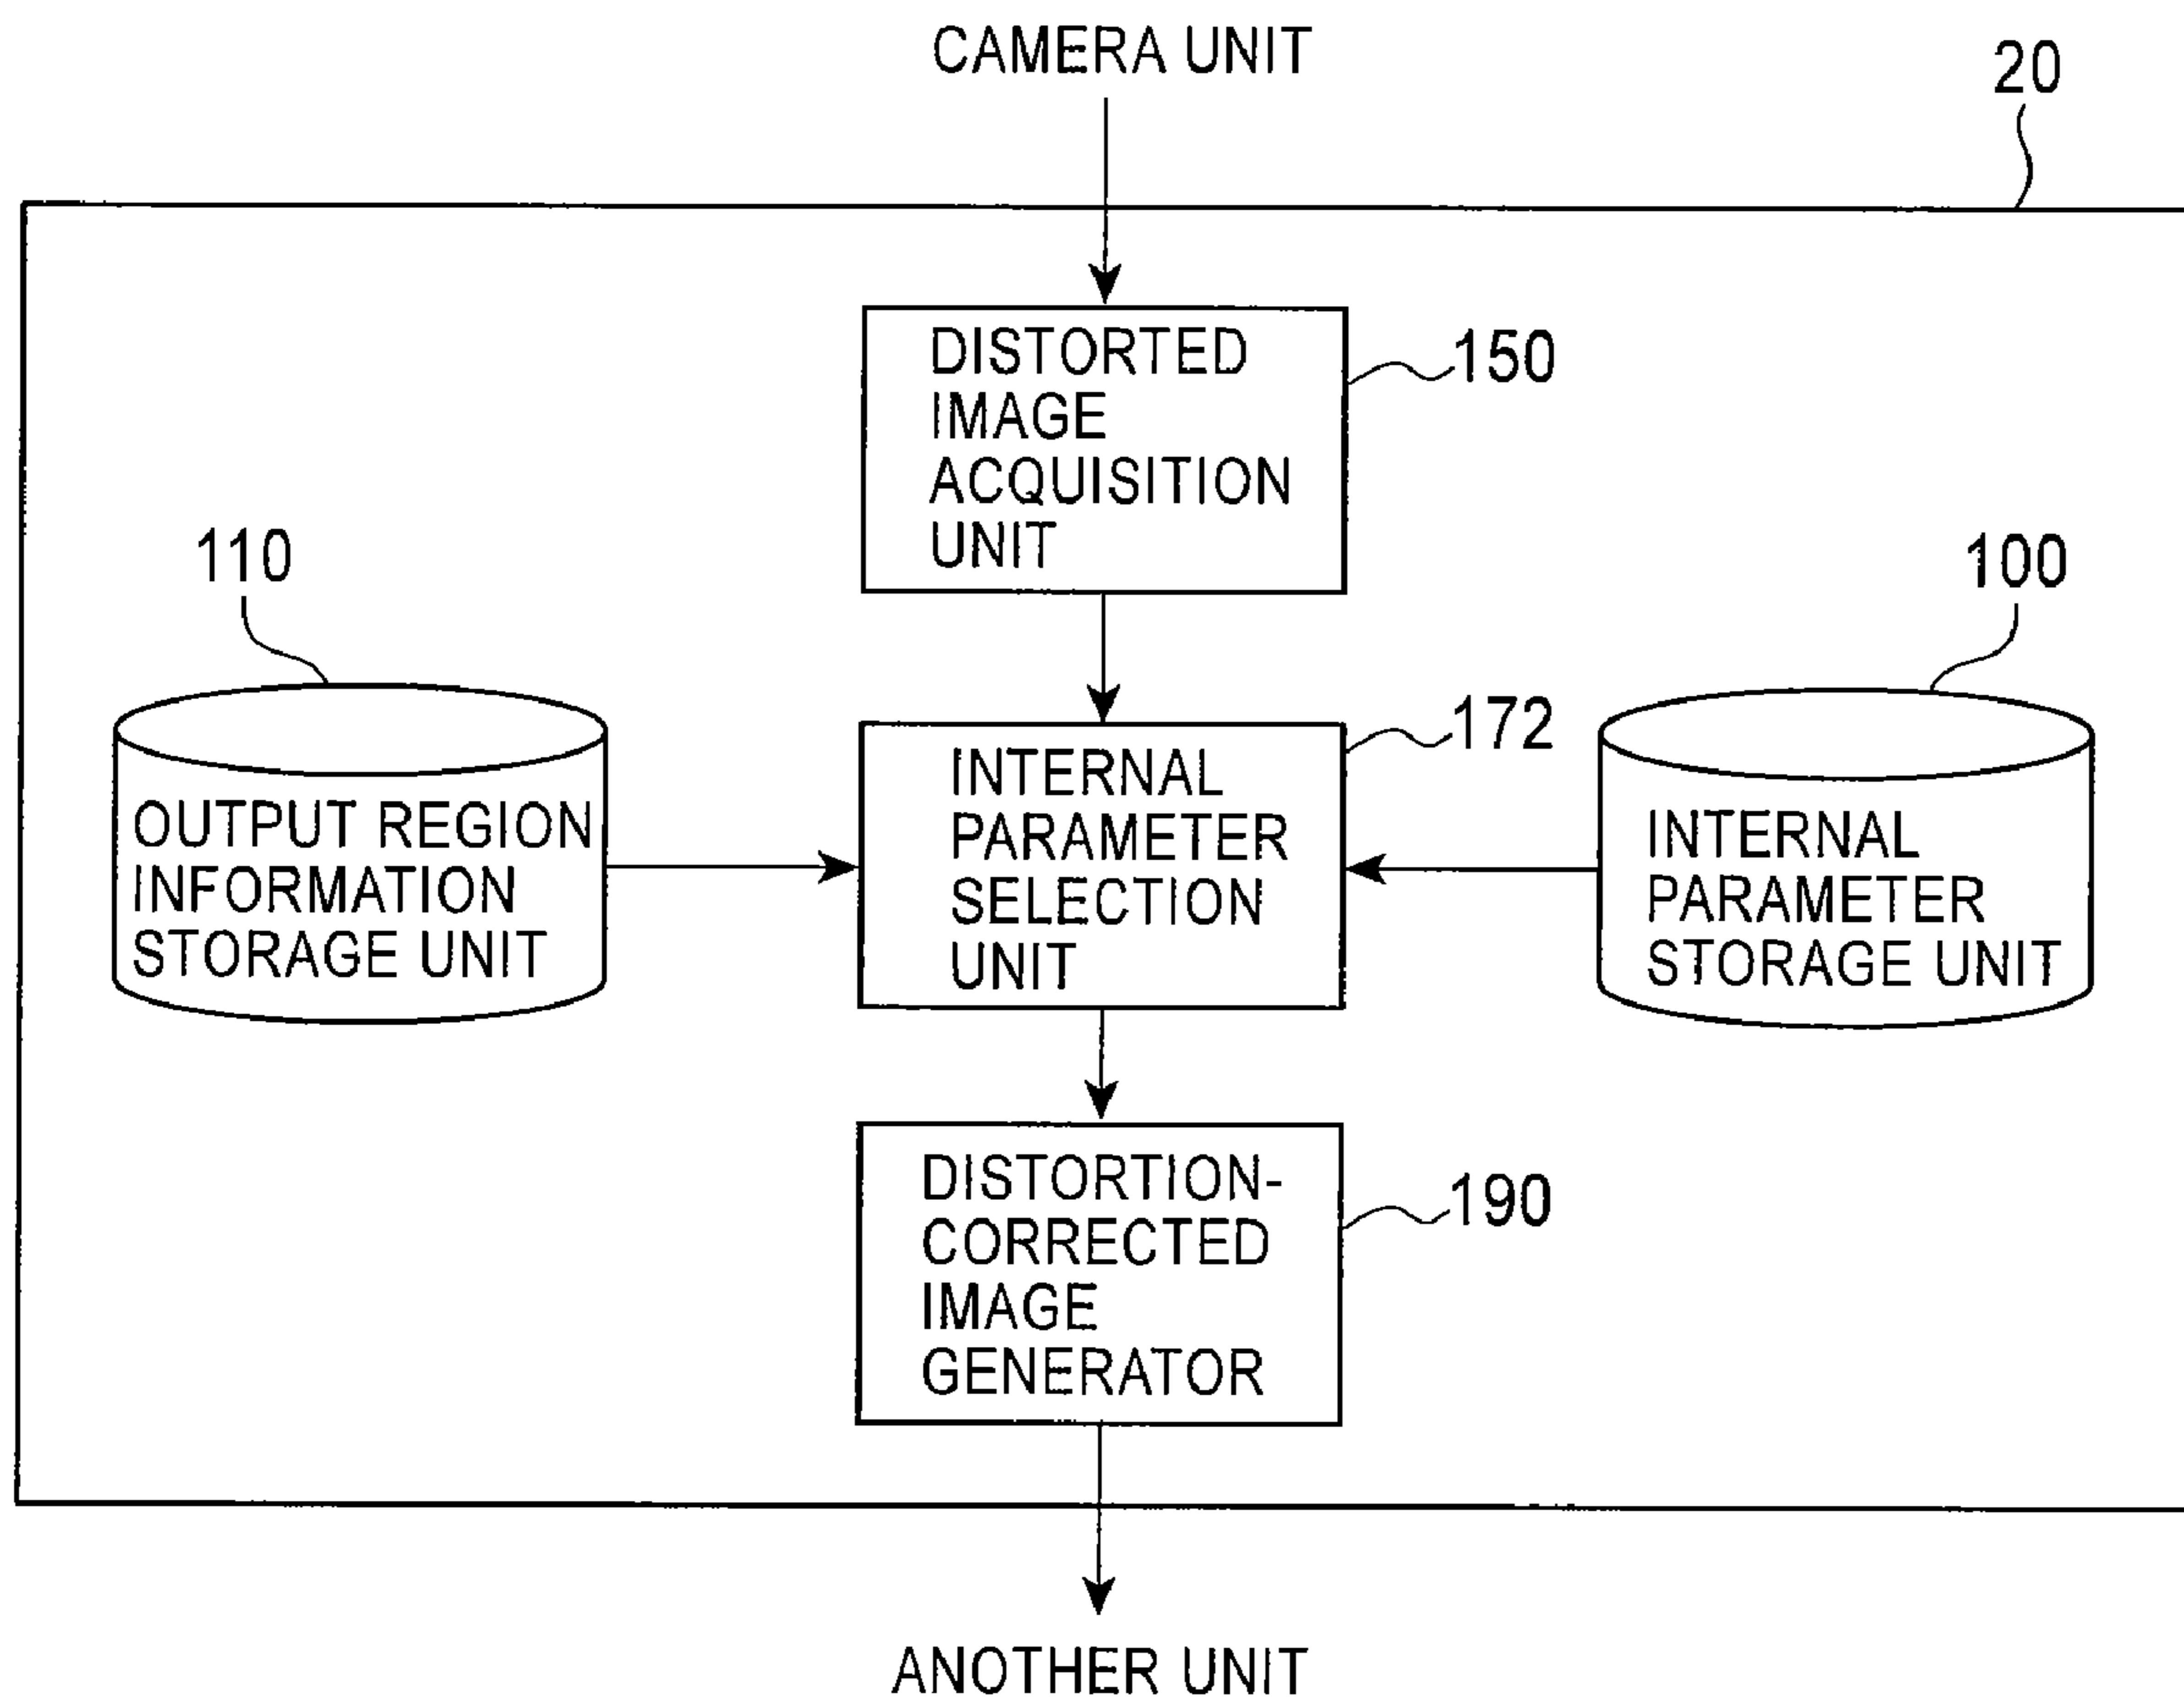 CAMERA UNIT
20
DISTORTED
IMAGE
ACQUISITION
UNIT
150
110
100
OUTPUT REGION
INFORMATION
STORAGE UNIT
INTERNAL
PARAMETER
SELECTION
UNIT
172
INTERNAL
PARAMETER
STORAGE UNIT
DISTORTION-
CORRECTED
IMAGE
GENERATOR
190
ANOTHER UNIT